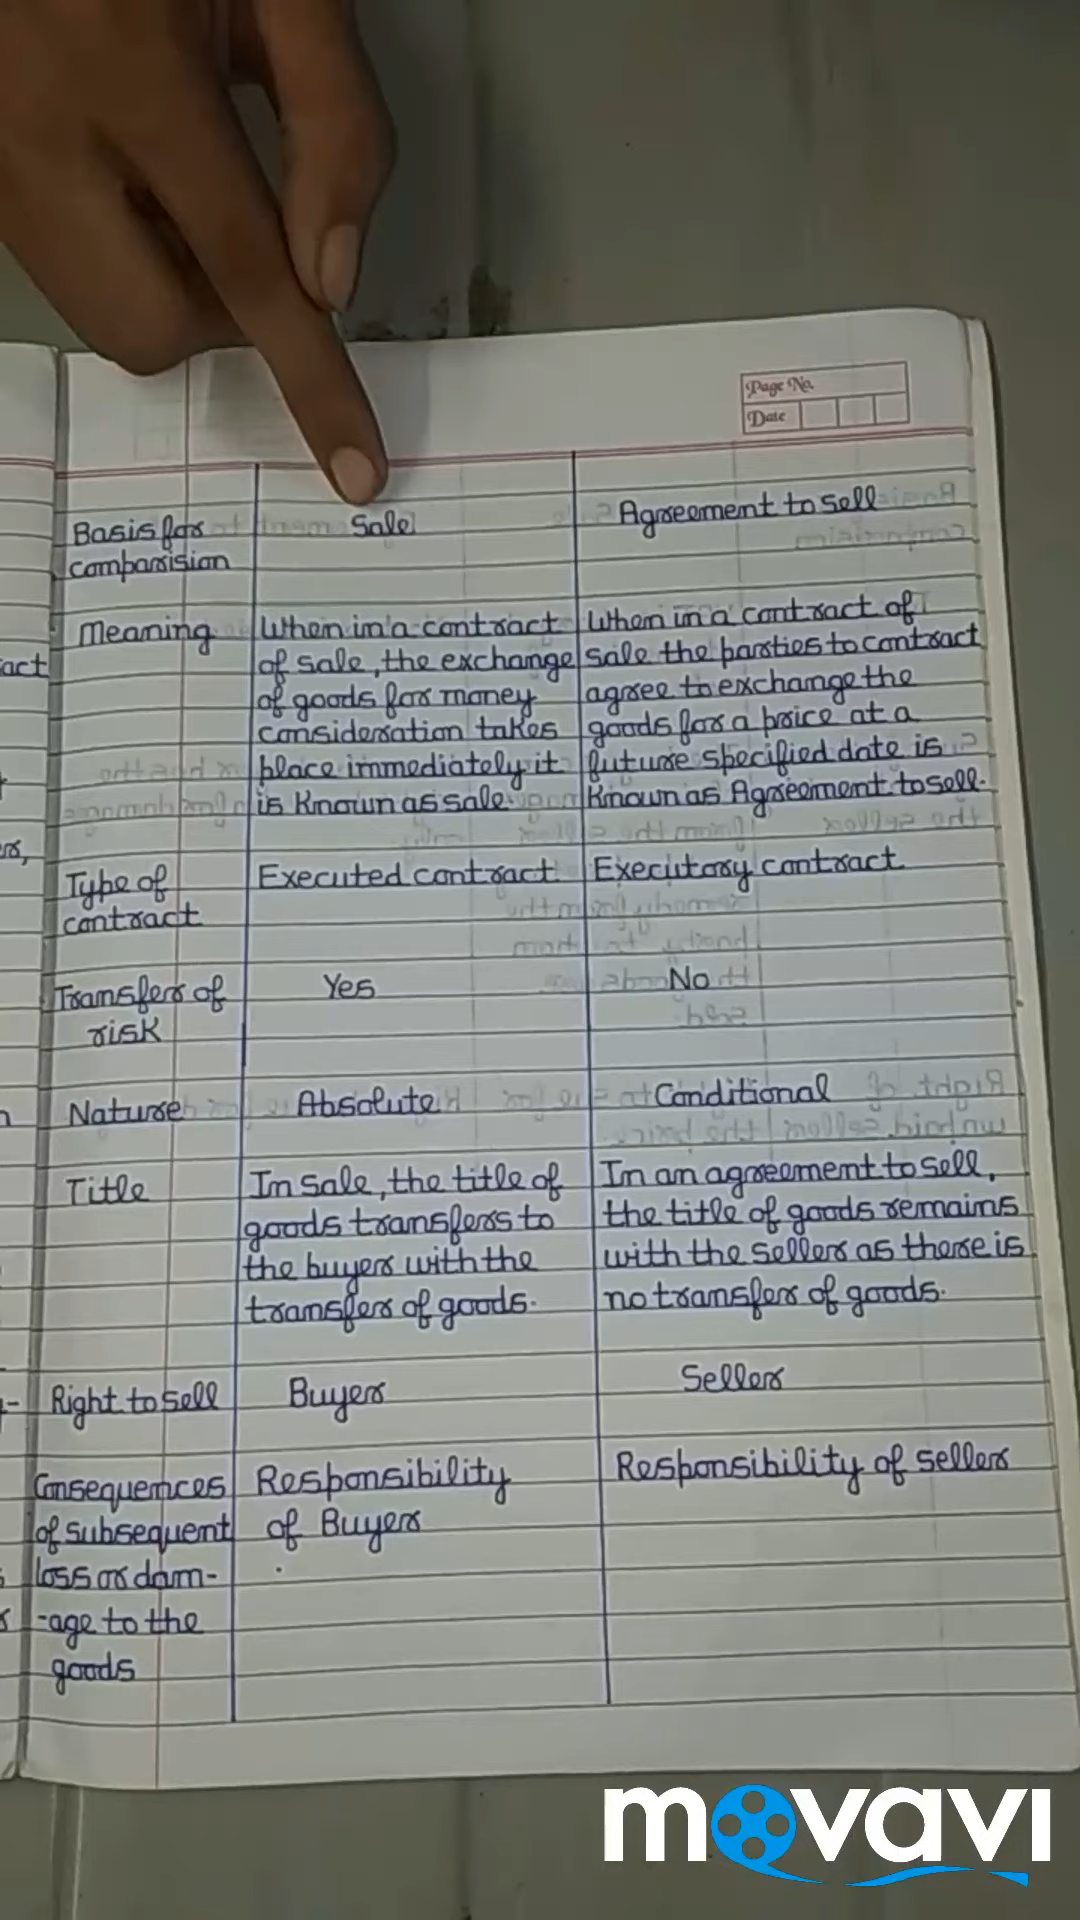 Page No.
Date
Basis for
comparision
Sale
Agreement to sell
Meaning
When in a contract
of sale, the exchange
of goods for money
consideration takes
place immediately it
is Known as sale.
When in a contract of
sale the parties to contract
agree to exchange the
goods for a price at a
future specified date is
Known as Agreement to sell.
Type of
contract
Executed contract
Executory contract
Transfer of
risk
Yes
No
Nature
Absolute
Conditional
Title
In sale, the title of
goods transfers to
the buyer with the
transfer of goods.
In an agreement to sell,
the title of goods remains
with the seller as there is
no transfer of goods.
Right to sell
Buyer
Seller
Consequences
of subsequent
loss or dam-
-age to the
goods
Responsibility
of Buyer
Responsibility of seller
movavi